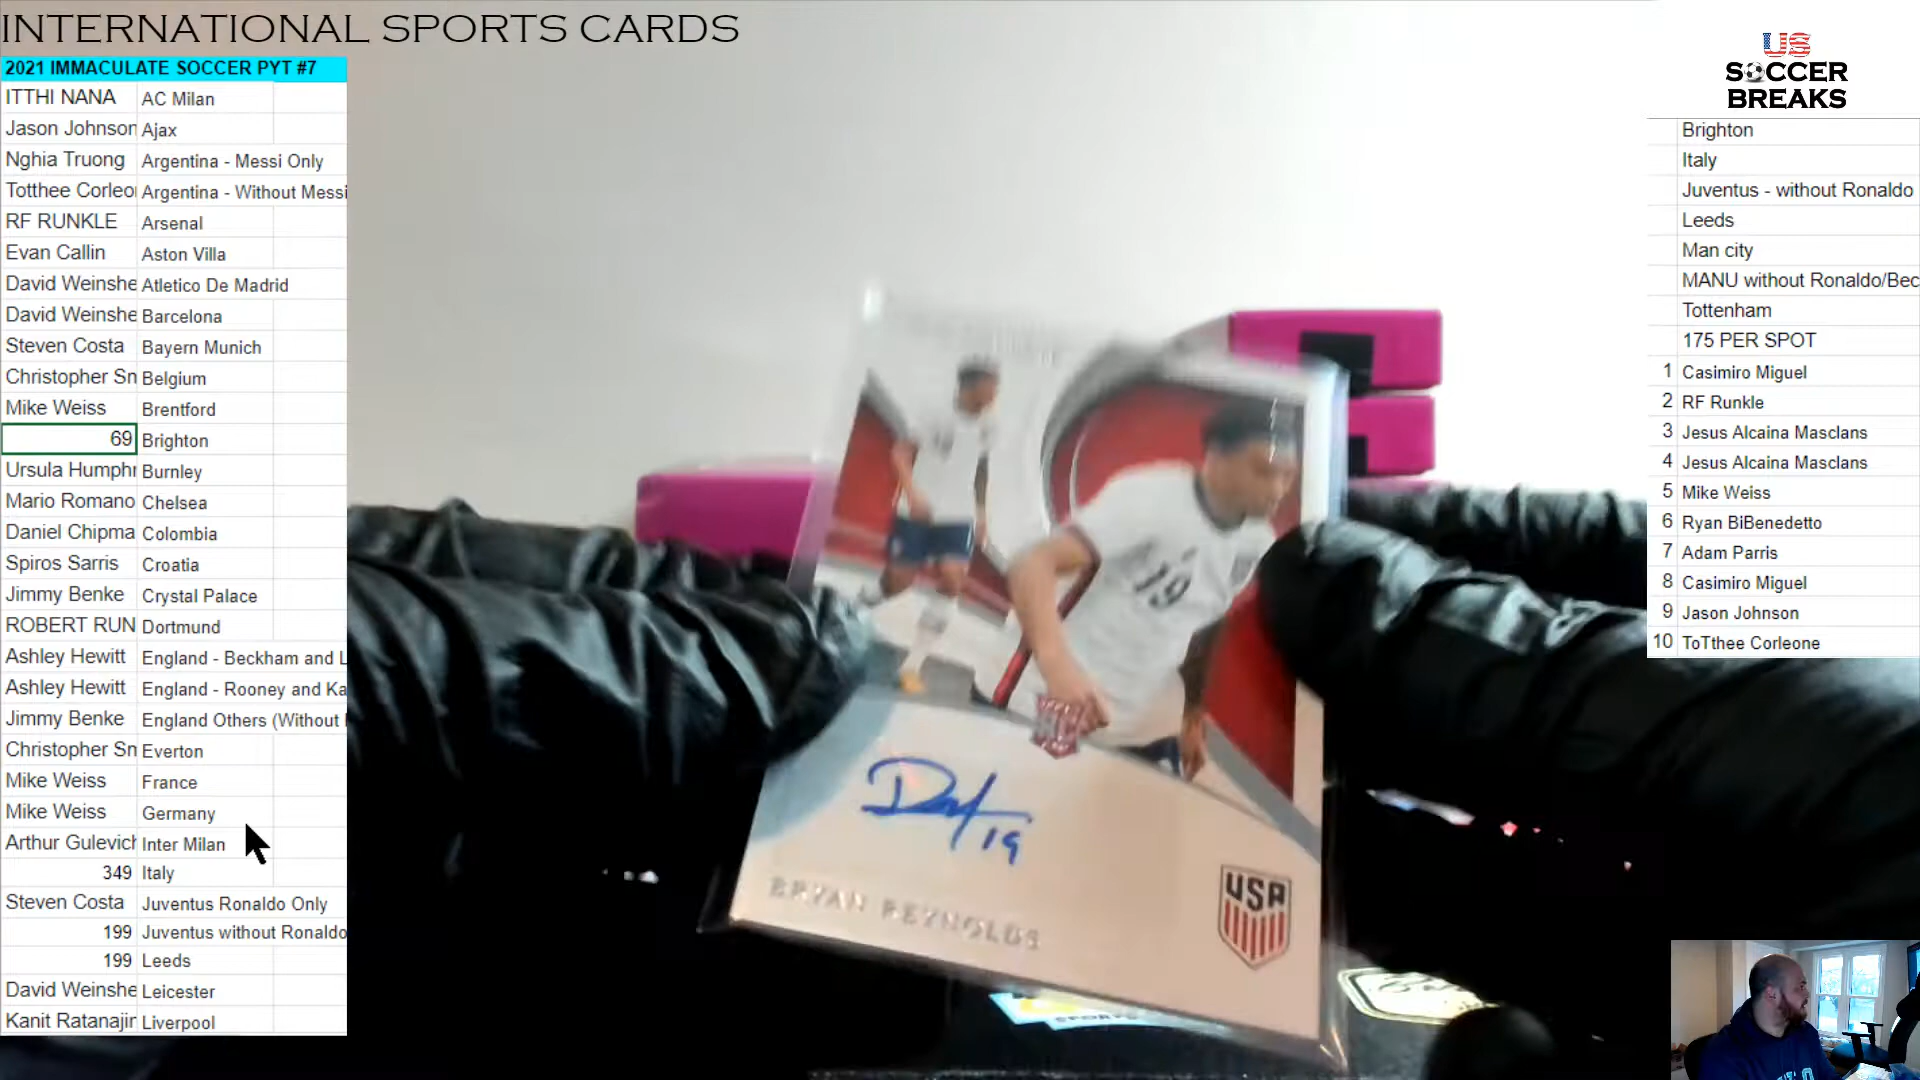 INTERNATIONAL SPORTS CARDS
2021 IMMACULATE SOCCER PYT #7
ITTHI NANA AC Milan
Jason Johnson Ajax
Nghia Truong Argentina - Messi Only
Totthee Corleo Argentina - Without Messi
RF RUNKLE Arsenal
Evan Callin Aston Villa
David Weinshe Atletico De Madrid
David Weinshe Barcelona
Steven Costa Bayern Munich
Christopher Sn Belgium
Mike Weiss Brentford
69 Brighton
Ursula Humphr Burnley
Mario Romano Chelsea
Daniel Chipma Colombia
Spiros Sarris Croatia
Jimmy Benke Crystal Palace
ROBERT RUN Dortmund
Ashley Hewitt England - Beckham and L
Ashley Hewitt England - Rooney and Ka
Jimmy Benke England Others (Without
Christopher Sn Everton
Mike Weiss France
Mike Weiss Germany
Arthur Gulevich Inter Milan
349 Italy
Steven Costa Juventus Ronaldo Only
199 Juventus without Ronaldo
199 Leeds
David Weinshe Leicester
Kanit Ratanajir Liverpool
19
19
BRYAN REYNOLDS
USA
US
SOCCER
BREAKS
Brighton
Italy
Juventus - without Ronaldo
Leeds
Man city
MANU without Ronaldo/Bec
Tottenham
175 PER SPOT
1 Casimiro Miguel
2 RF Runkle
3 Jesus Alcaina Masclans
4 Jesus Alcaina Masclans
5 Mike Weiss
6 Ryan BiBenedetto
7 Adam Parris
8 Casimiro Miguel
9 Jason Johnson
10 ToTthee Corleone